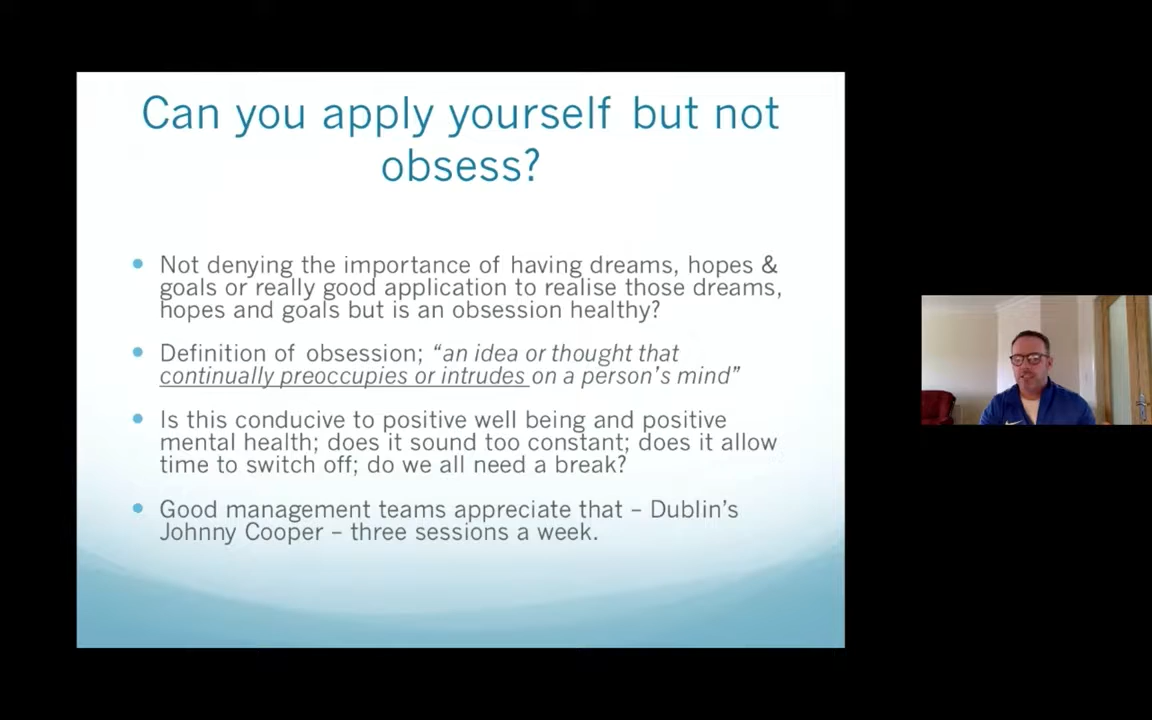 Can you apply yourself but not
obsess?
Not denying the importance of having dreams, hopes &
goals or really good application to realise those dreams,
hopes and goals but is an obsession healthy?
Definition of obsession; “an idea or thought that
continually preoccupies or intrudes on a person’s mind”
Is this conducive to positive well being and positive
mental health; does it sound too constant; does it allow
time to switch off; do we all need a break?
Good management teams appreciate that – Dublin’s
Johnny Cooper – three sessions a week.